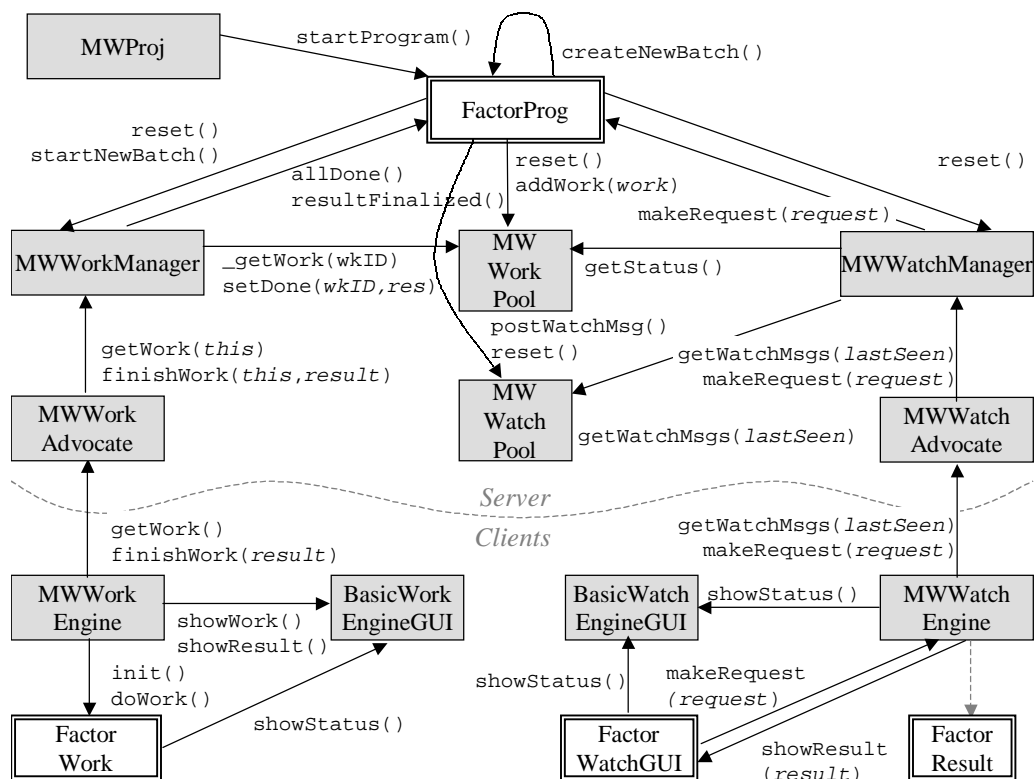 startProgram()
MWProj
createNewBatch()
FactorProg
reset()
startNewBatch()
reset()
addWork(work)
reset()
allDone()
resultFinalized()
makeRequest(request)
MWWorkManager
_getWork(wkID)
setDone(wkID,res)
MW
Work
Pool
getStatus()
MWWatchManager
postWatchMsg()
reset()
getWork(this)
finishWork(this,result)
getWatchMsgs(lastSeen)
makeRequest(request)
MWWork
Advocate
MW
Watch
Pool
getWatchMsgs(lastSeen)
MWWatch
Advocate
Server
Clients
getWork()
finishWork(result)
getWatchMsgs(lastSeen)
makeRequest(request)
MWWork
Engine
showWork()
showResult()
BasicWork
EngineGUI
BasicWatch
EngineGUI
showStatus()
MWWatch
Engine
init()
doWork()
showStatus()
makeRequest
(request)
Factor
Work
showStatus()
Factor
WatchGUI
showResult
(result)
Factor
Result